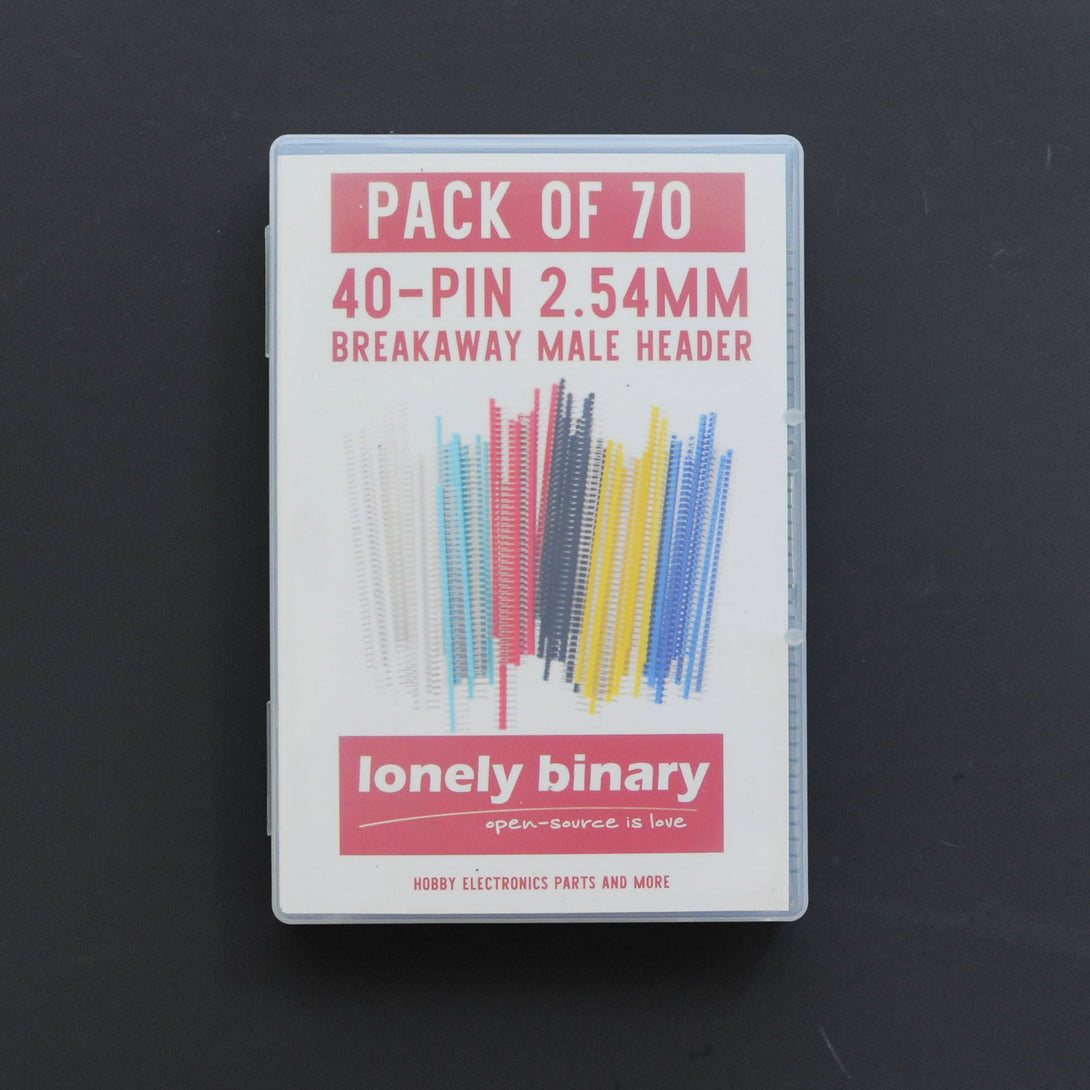 PACK OF 70
40-PIN 2.54MM
BREAKAWAY MALE HEADER
lonely binary
open-source is love
HOBBY ELECTRONICS PARTS AND MORE